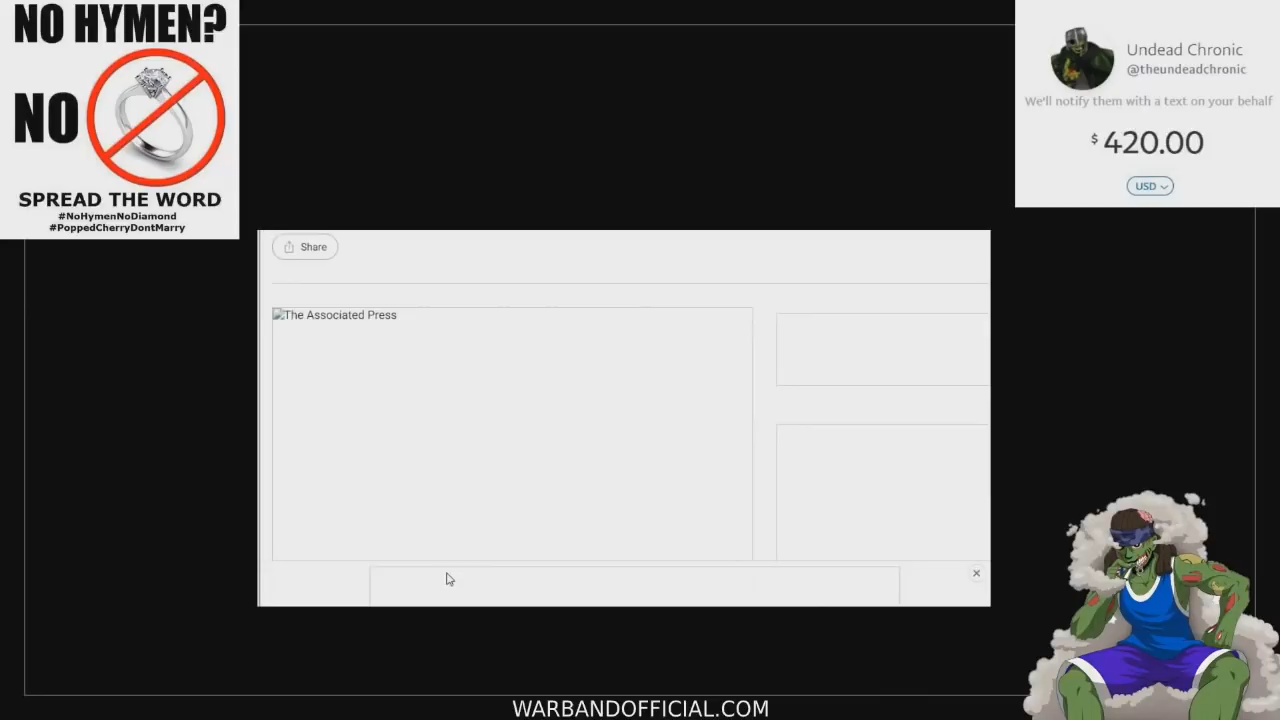 NO HYMEN?
NO
SPREAD THE WORD
#NoHymenNoDiamond
#PoppedCherryDontMarry
Undead Chronic
@theundeadchronic
We'll notify them with a text on your behalf
$ 420.00
USD
Share
The Associated Press
WARBANDOFFICIAL.COM